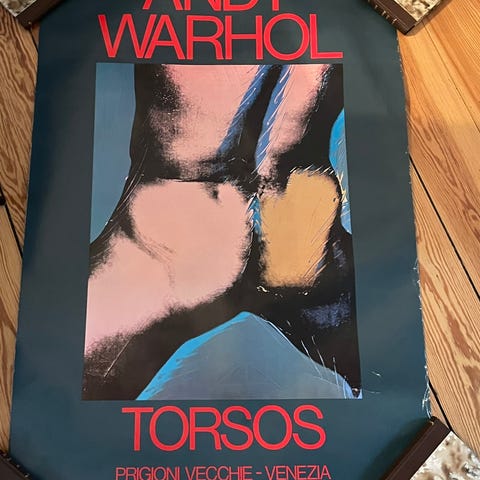 ANDY
WARHOL
TORSOS
PRIGIONI VECCHIE - VENEZIA